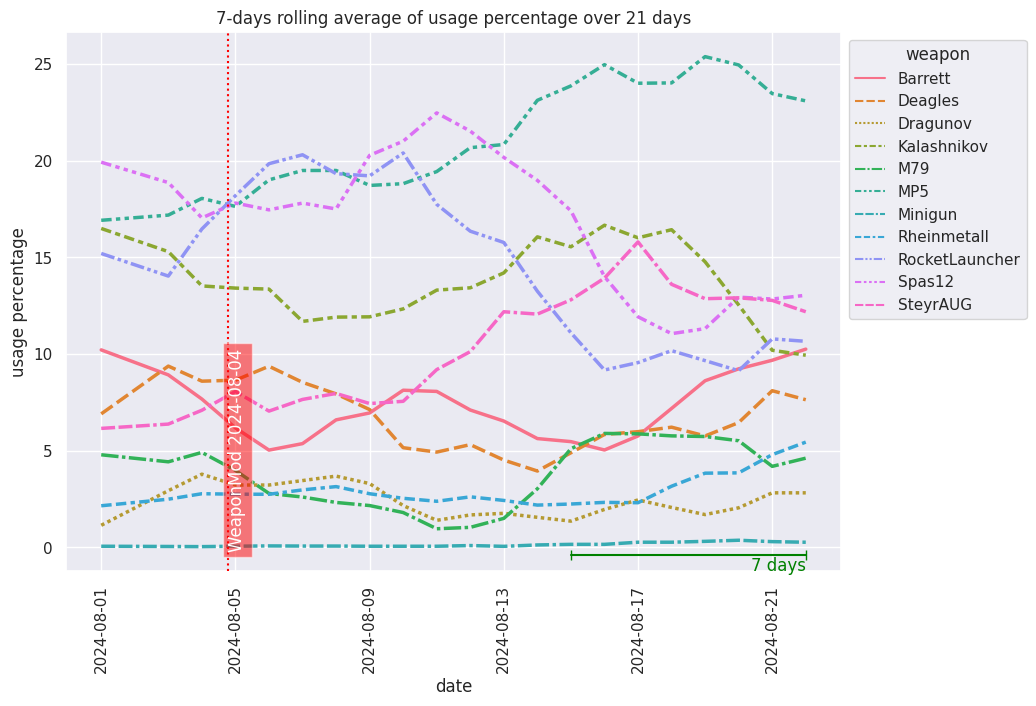 7-days rolling average of usage percentage over 21 days
usage percentage
25
20
15
10
5
0
WeaponMod 2024-08-04
7 days
2024-08-01
2024-08-05
2024-08-09
2024-08-13
2024-08-17
2024-08-21
date
weapon
Barrett
Deagles
Dragunov
Kalashnikov
M79
MP5
Minigun
Rheinmetall
RocketLauncher
Spas12
SteyrAUG